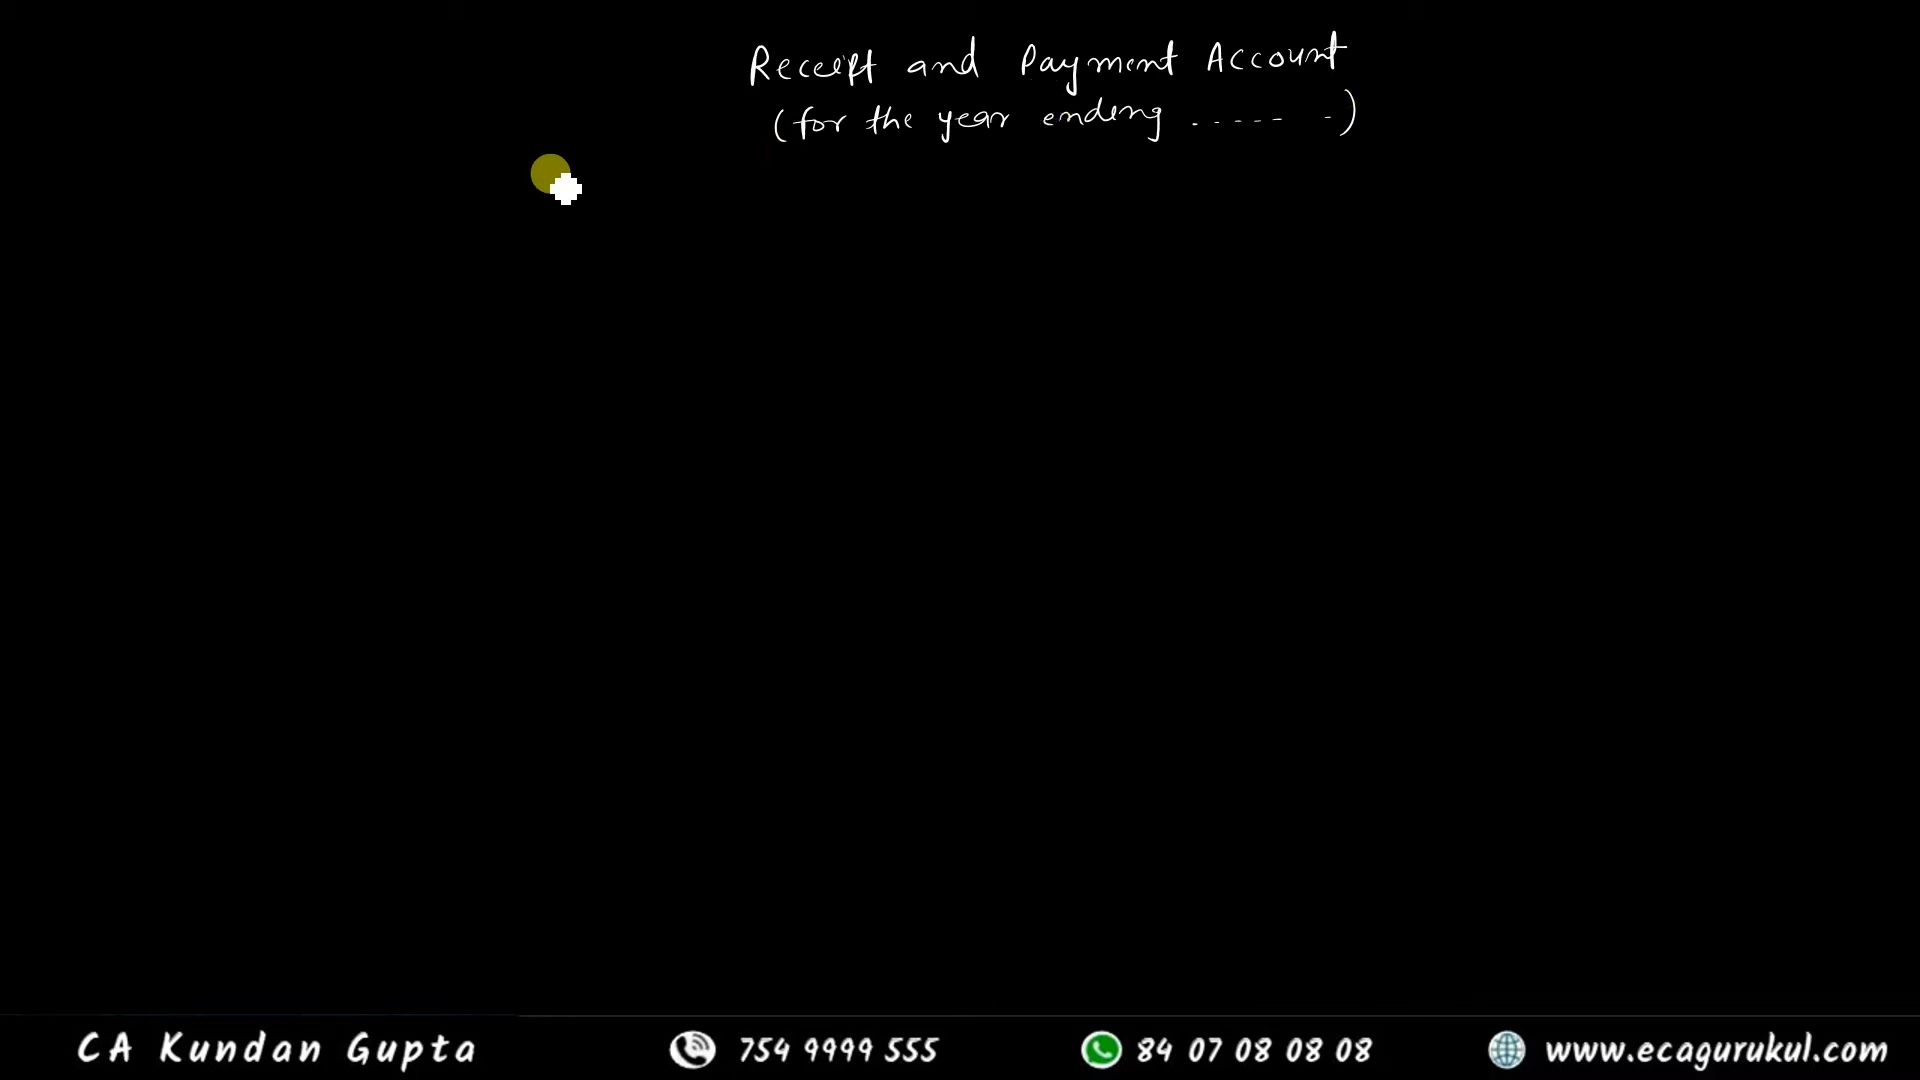 Receipt and Payment Account
(for the year ending ..... .)
CA Kundan Gupta
754 9999 555
84 07 08 08 08
www.ecagurukul.com